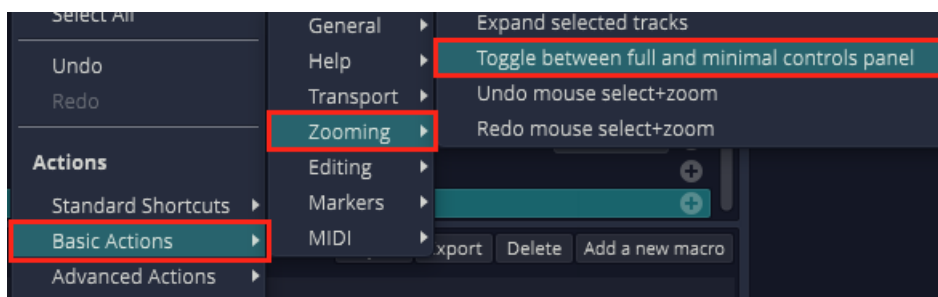 Select All
Undo
Redo
Actions
Standard Shortcuts
Basic Actions
Advanced Actions
General
Help
Transport
Zooming
Editing
Markers
MIDI
Expand selected tracks
Toggle between full and minimal controls panel
Undo mouse select+zoom
Redo mouse select+zoom
Delete
Add a new macro